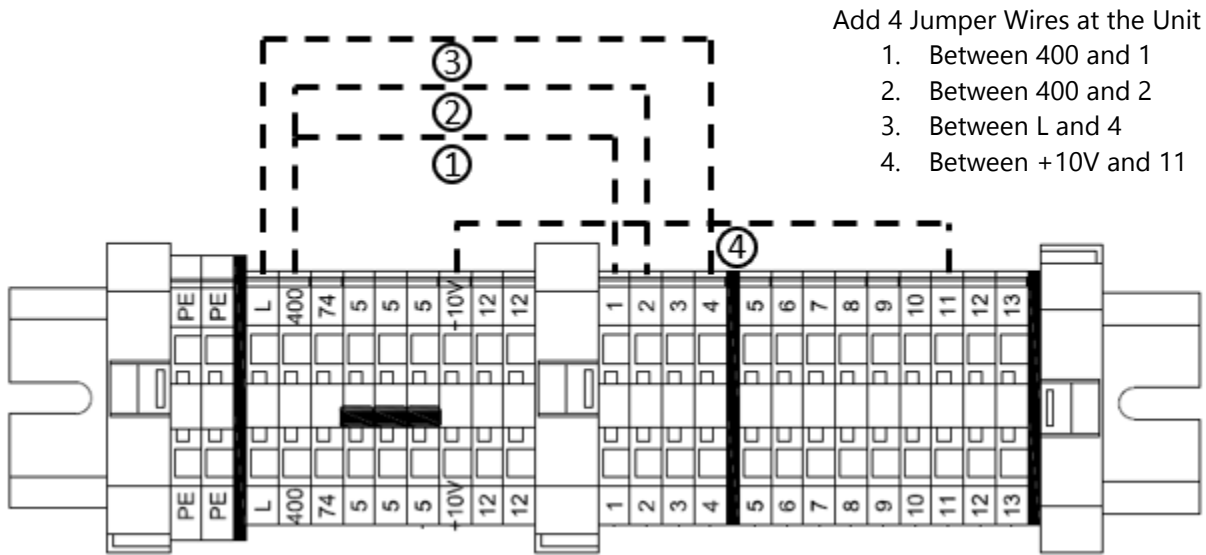 Add 4 Jumper Wires at the Unit
1. Between 400 and 1
2. Between 400 and 2
3. Between L and 4
4. Between +10V and 11
3
2
1
4
PE PE L 400 74 5 5 5 +10V 12 12 1 2 3 4 5 6 7 8 9 10 11 12 13
PE PE L 400 74 5 5 5 +10V 12 12 1 2 3 4 5 6 7 8 9 10 11 12 13